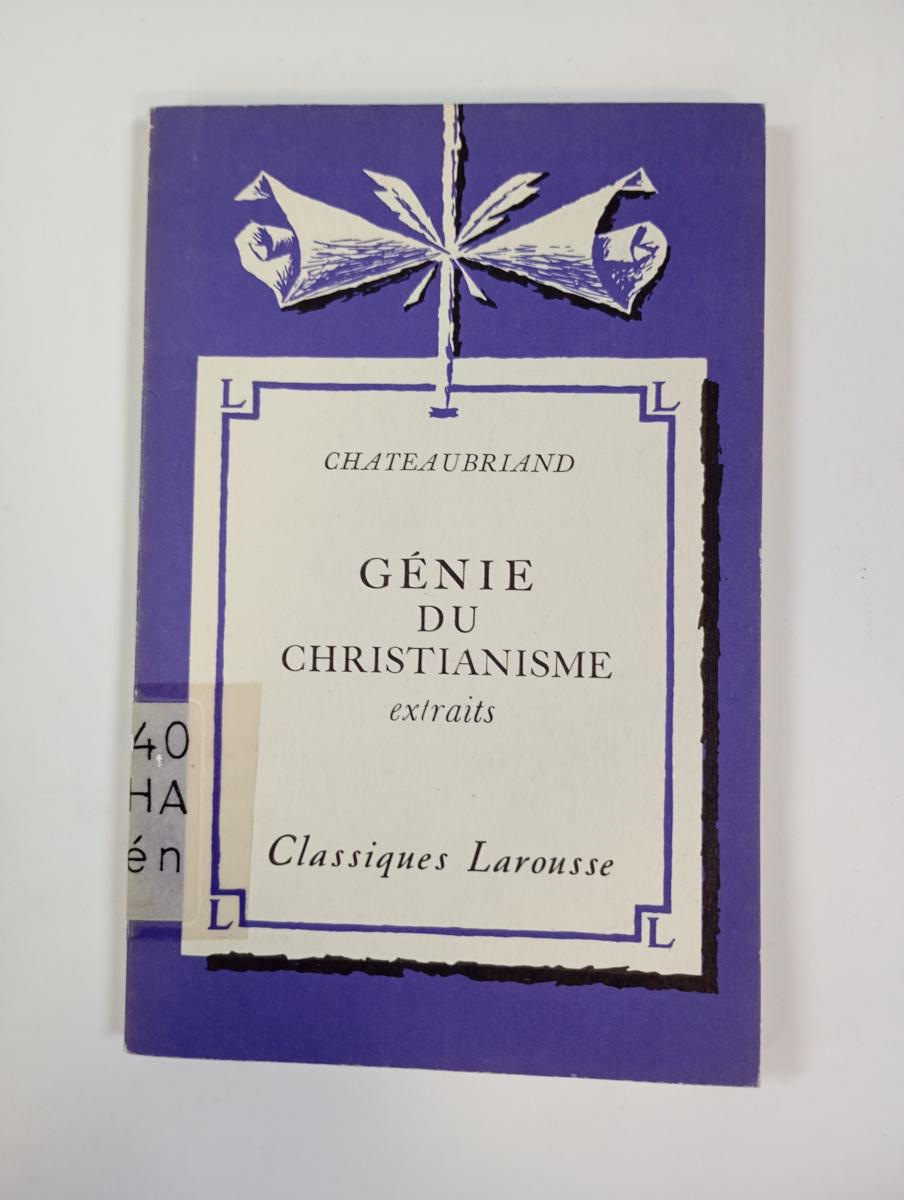 L L
CHATEAUBRIAND
GÉNIE
DU
CHRISTIANISME
extraits
40
HA
én
Classiques Larousse
L L